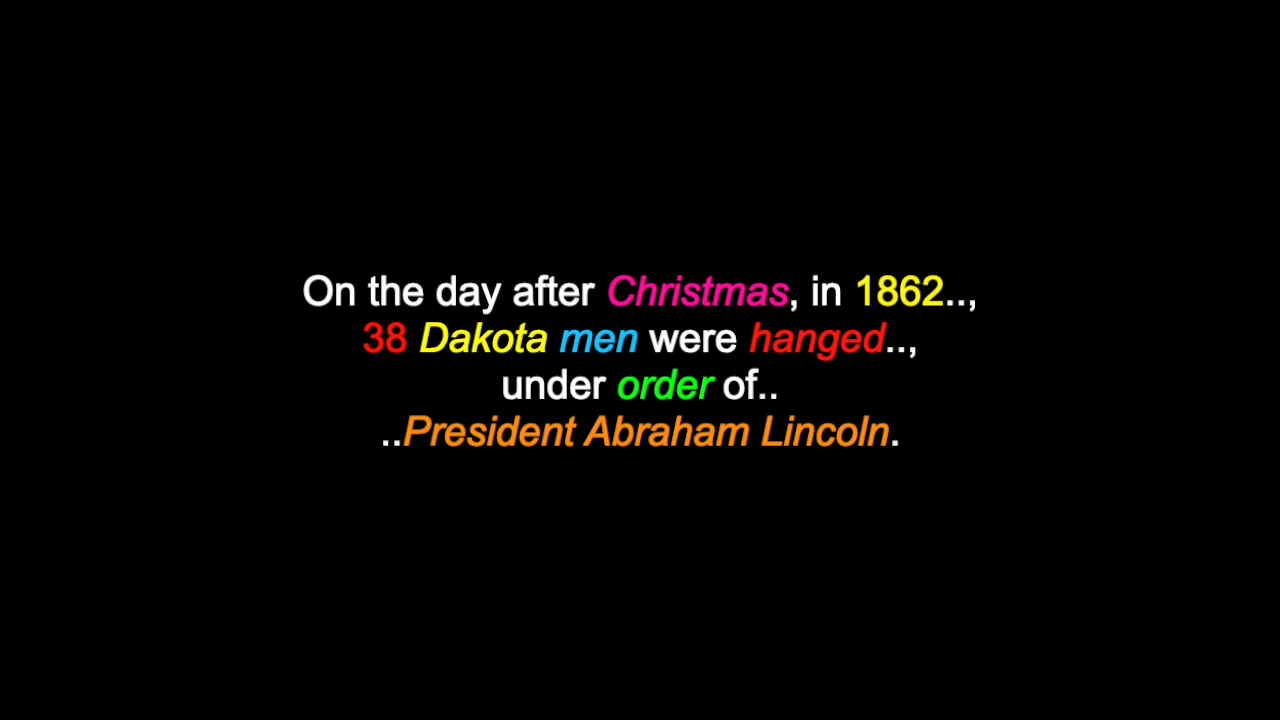 On the day after Christmas, in 1862..,
38 Dakota men were hanged..,
under order of..
..President Abraham Lincoln.